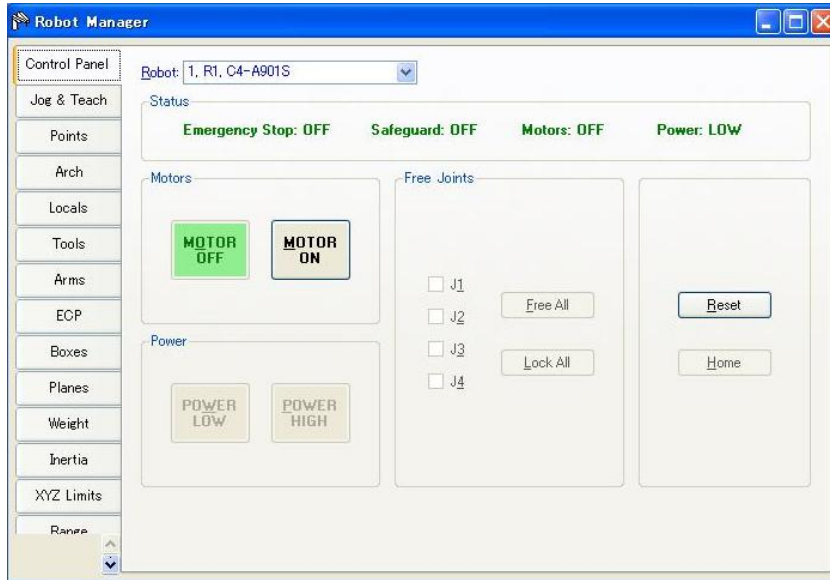 Robot Manager
Control Panel
Jog & Teach
Points
Arch
Locals
Tools
Arms
ECP
Boxes
Planes
Weight
Inertia
XYZ Limits
Range
Robot: 1, R1, C4-A901S
Status
Emergency Stop: OFF Safeguard: OFF Motors: OFF Power: LOW
Motors
MOTOR
OFF
MOTOR
ON
Power
POWER
LOW
POWER
HIGH
Free Joints
J1
J2
J3
J4
Free All
Lock All
Reset
Home